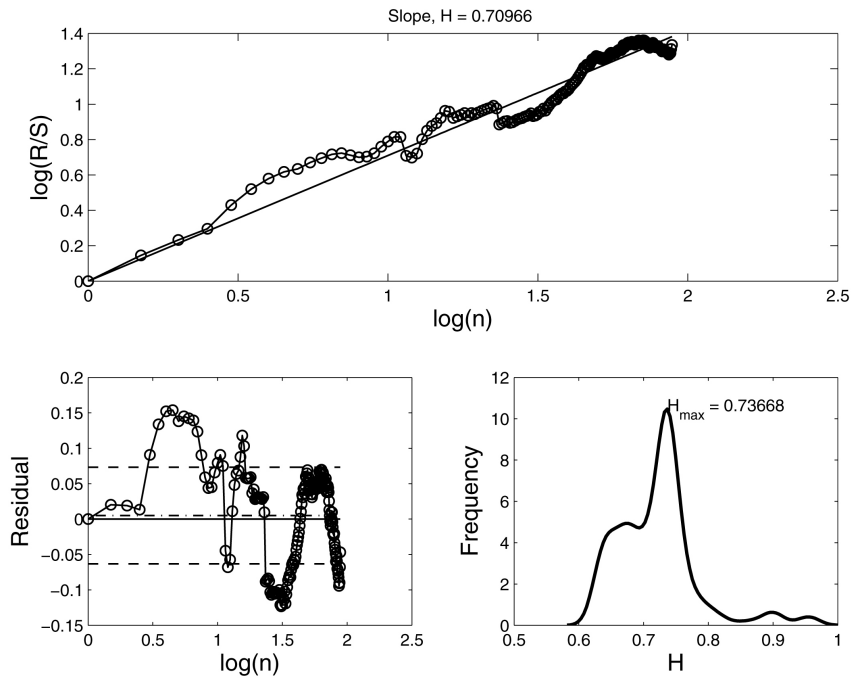 Slope, H = 0.70966
1.4
1.2
1
0.8
0.6
0.4
0.2
0
log(R/S)
0 0.5 1 1.5 2 2.5
log(n)
0.2
0.15
0.1
0.05
0
−0.05
−0.1
−0.15
Residual
0 0.5 1 1.5 2 2.5
log(n)
12
10
8
6
4
2
0
Frequency
H_max = 0.73668
0.5 0.6 0.7 0.8 0.9 1
H